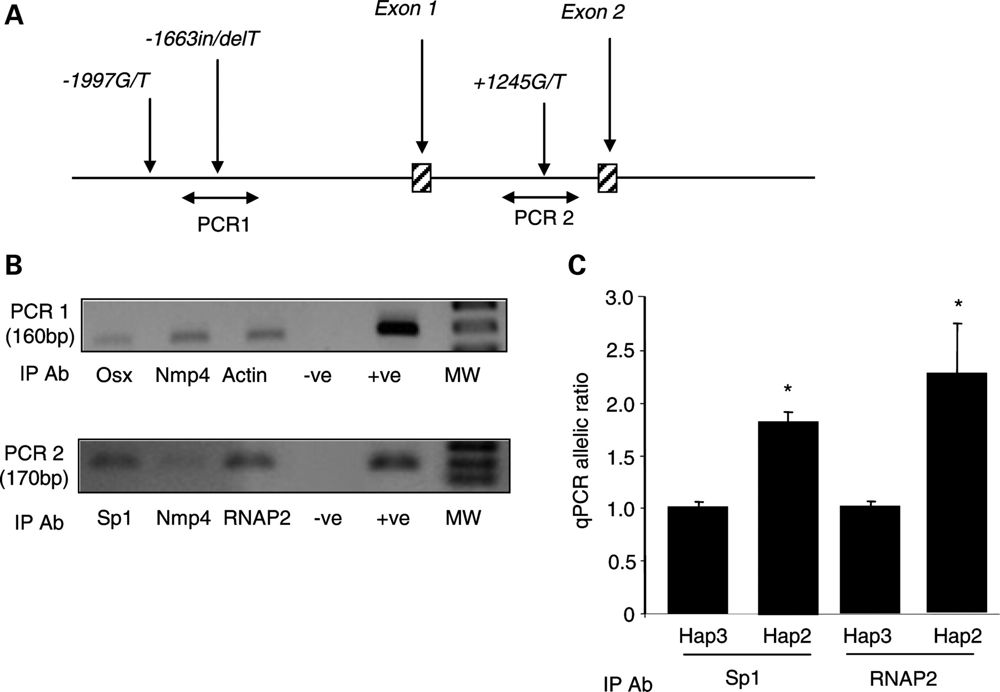 A
Exon 1
Exon 2
-1663in/delT
-1997G/T
+1245G/T
PCR1
PCR 2
B
PCR 1
(160bp)
IP Ab Osx Nmp4 Actin -ve +ve MW
PCR 2
(170bp)
IP Ab Sp1 Nmp4 RNAP2 -ve +ve MW
C
qPCR allelic ratio
3.0
2.5
2.0
1.5
1.0
0.5
0
*
*
Hap3 Hap2 Hap3 Hap2
IP Ab Sp1 RNAP2